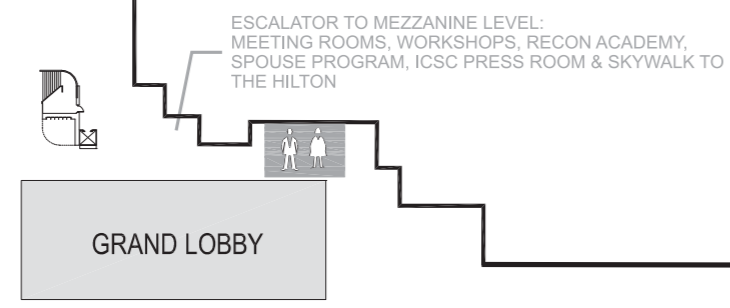 ESCALATOR TO MEZZANINE LEVEL:
MEETING ROOMS, WORKSHOPS, RECON ACADEMY,
SPOUSE PROGRAM, ICSC PRESS ROOM & SKYWALK TO
THE HILTON
GRAND LOBBY